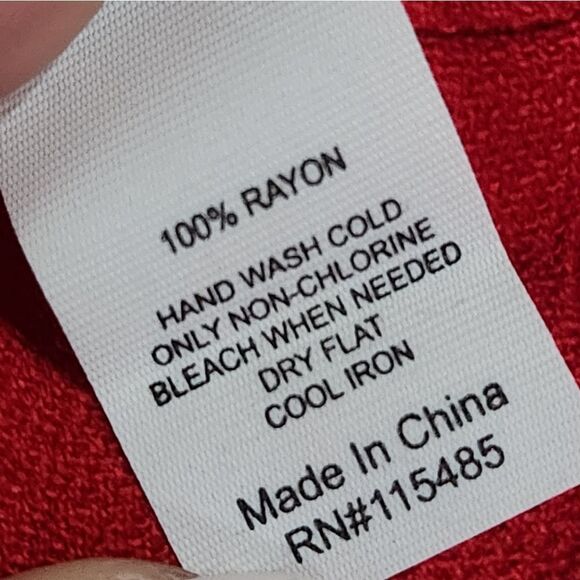 100% RAYON
HAND WASH COLD
ONLY NON-CHLORINE
BLEACH WHEN NEEDED
DRY FLAT
COOL IRON
Made In China
RN#115485